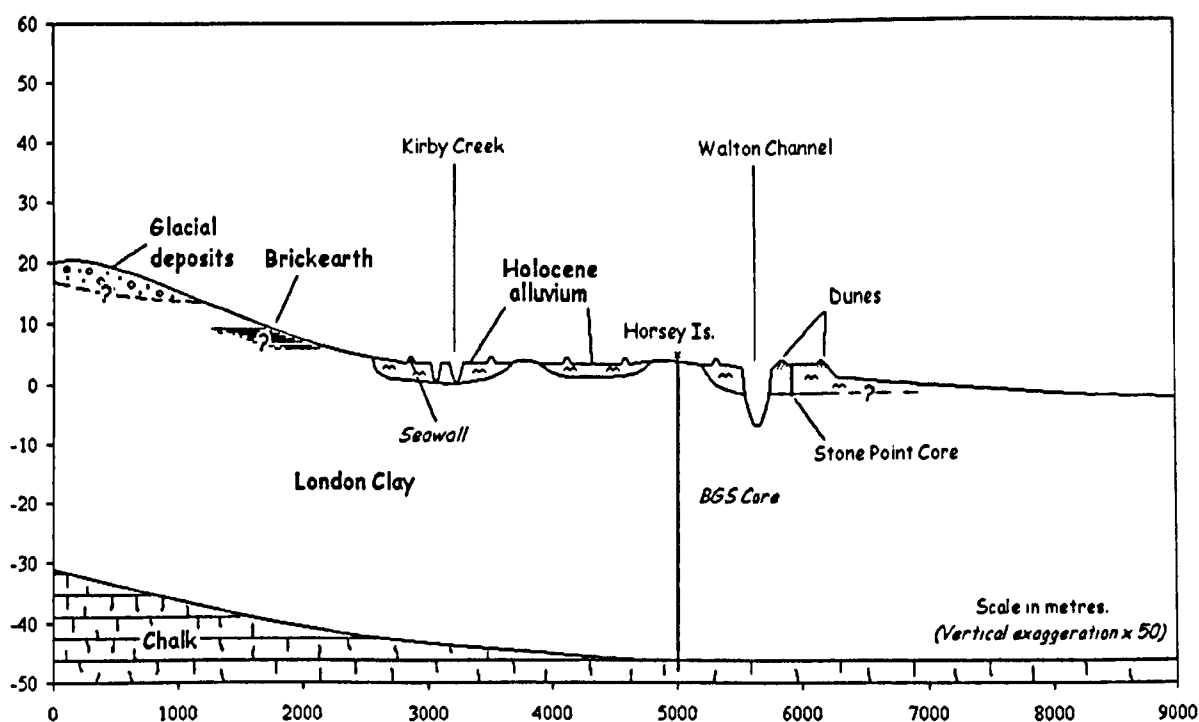 60
50
40
30
20
10
0
-10
-20
-30
-40
-50
Kirby Creek
Walton Channel
Glacial
deposits
Brickearth
Holocene
alluvium
Dunes
Horsey Is.
?
?
?
Seawall
Stone Point Core
London Clay
BGS Core
Scale in metres.
(Vertical exaggeration x 50)
Chalk
0 1000 2000 3000 4000 5000 6000 7000 8000 9000